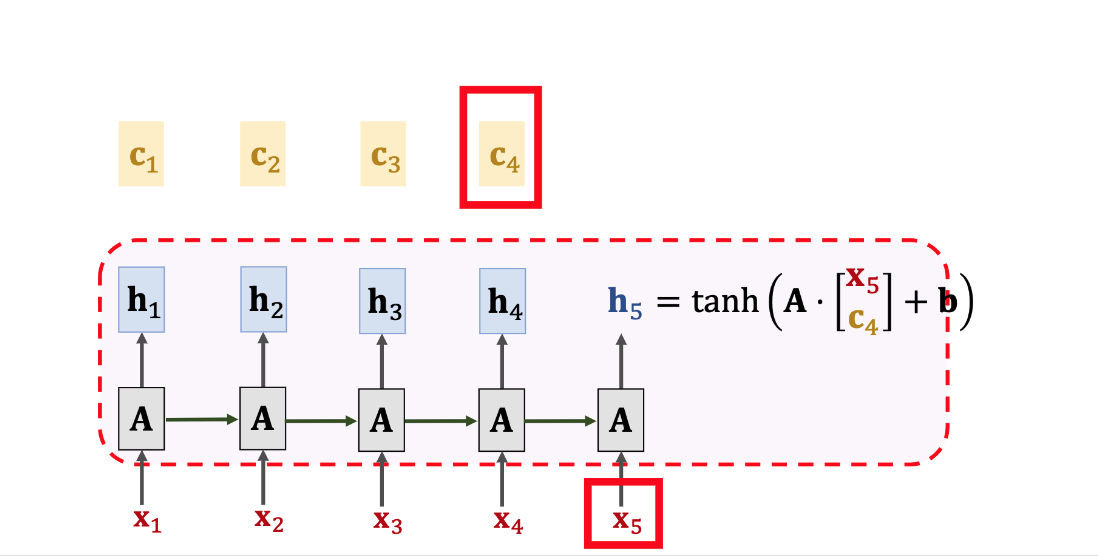 c₁ c₂ c₃ c₄
h₁ h₂ h₃ h₄ h₅ = tanh(A · [x₅ c₄] + b)
A A A A A
x₁ x₂ x₃ x₄ x₅